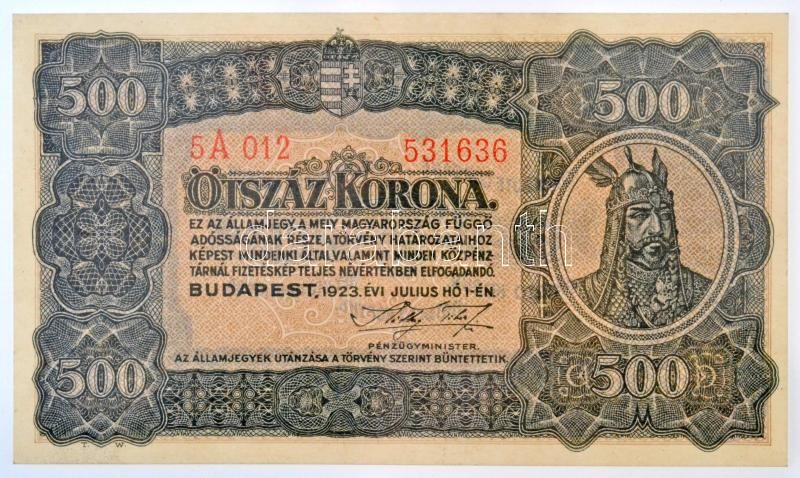 500 500
5A 012 531636
ÖTSZÁZ KORONA.
EZ AZ ÁLLAMJEGY, A MELY MAGYARORSZÁG FÜGGŐ
ADÓSSÁGÁNAK RÉSZE, A TÖRVÉNY HATÁROZATAIHOZ
KÉPEST MINDENKI ÁLTAL, VALAMINT MINDEN KÖZPÉNZ-
TÁRNÁL FIZETÉSKÉP TELJES NÉVÉRTÉKBEN ELFOGADANDÓ.
BUDAPEST, 1923. ÉVI JULIUS HÓ 1-ÉN.
PÉNZÜGYMINISTER.
AZ ÁLLAMJEGYEK UTÁNZÁSA A TÖRVÉNY SZERINT BÜNTETTETIK.
500 500
T W